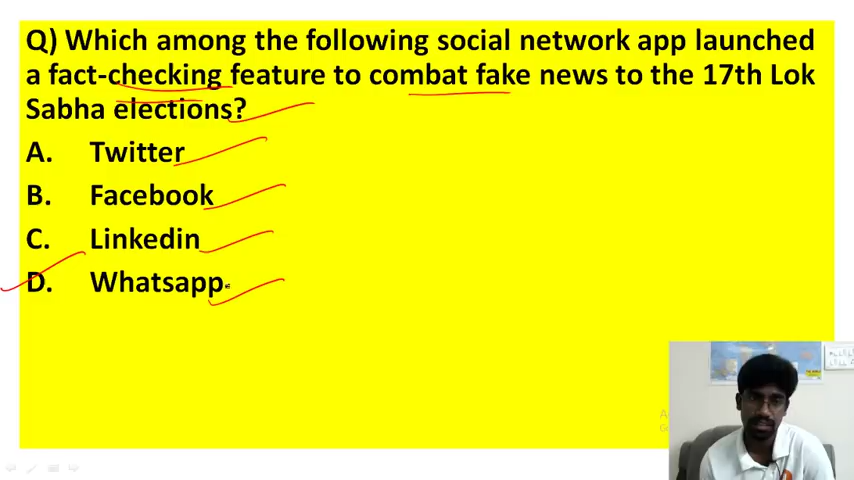 Q) Which among the following social network app launched
a fact-checking feature to combat fake news to the 17th Lok
Sabha elections?
A. Twitter
B. Facebook
C. Linkedin
D. Whatsapp